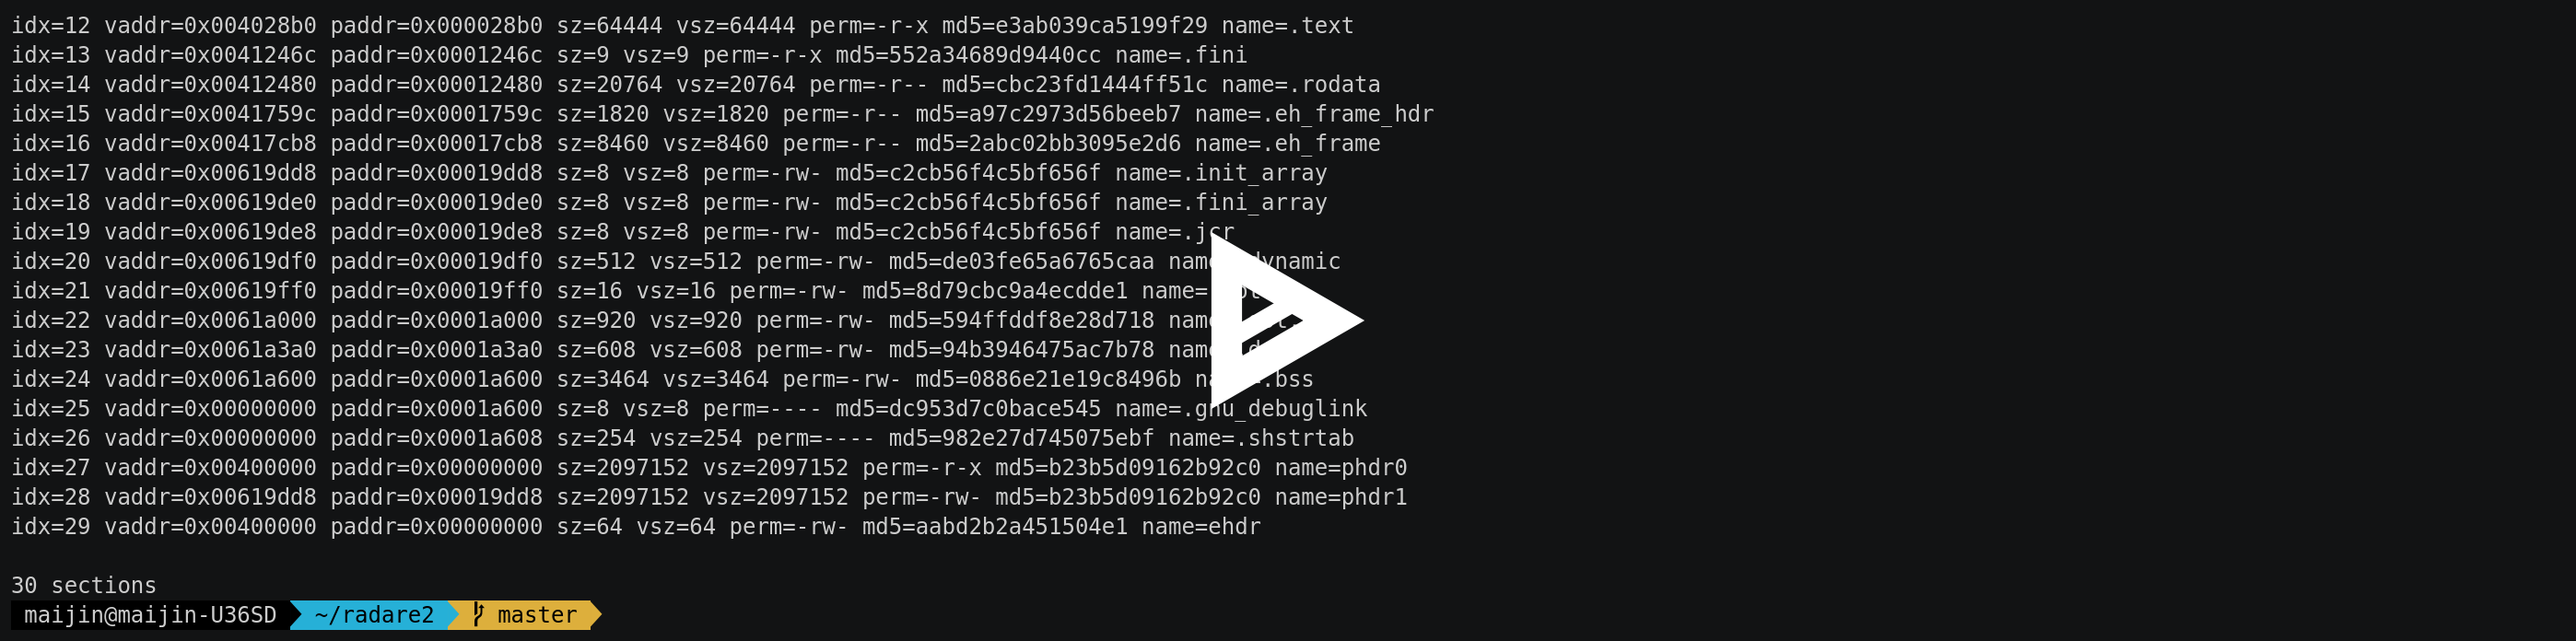 idx=12 vaddr=0x004028b0 paddr=0x000028b0 sz=64444 vsz=64444 perm=-r-x md5=e3ab039ca5199f29 name=.text
idx=13 vaddr=0x0041246c paddr=0x0001246c sz=9 vsz=9 perm=-r-x md5=552a34689d9440cc name=.fini
idx=14 vaddr=0x00412480 paddr=0x00012480 sz=20764 vsz=20764 perm=-r-- md5=cbc23fd1444ff51c name=.rodata
idx=15 vaddr=0x0041759c paddr=0x0001759c sz=1820 vsz=1820 perm=-r-- md5=a97c2973d56beeb7 name=.eh_frame_hdr
idx=16 vaddr=0x00417cb8 paddr=0x00017cb8 sz=8460 vsz=8460 perm=-r-- md5=2abc02bb3095e2d6 name=.eh_frame
idx=17 vaddr=0x00619dd8 paddr=0x00019dd8 sz=8 vsz=8 perm=-rw- md5=c2cb56f4c5bf656f name=.init_array
idx=18 vaddr=0x00619de0 paddr=0x00019de0 sz=8 vsz=8 perm=-rw- md5=c2cb56f4c5bf656f name=.fini_array
idx=19 vaddr=0x00619de8 paddr=0x00019de8 sz=8 vsz=8 perm=-rw- md5=c2cb56f4c5bf656f name=.jcr
idx=20 vaddr=0x00619df0 paddr=0x00019df0 sz=512 vsz=512 perm=-rw- md5=de03fe65a6765caa name=.dynamic
idx=21 vaddr=0x00619ff0 paddr=0x00019ff0 sz=16 vsz=16 perm=-rw- md5=8d79cbc9a4ecdde1
idx=22 vaddr=0x0061a000 paddr=0x0001a000 sz=920 vsz=920 perm=-rw- md5=594ffddf8e28d718
idx=23 vaddr=0x0061a3a0 paddr=0x0001a3a0 sz=608 vsz=608 perm=-rw- md5=94b3946475ac7b78
idx=24 vaddr=0x0061a600 paddr=0x0001a600 sz=3464 vsz=3464 perm=-rw- md5=0886e21e19c8496b name=.bss
idx=25 vaddr=0x00000000 paddr=0x0001a600 sz=8 vsz=8 perm=---- md5=dc953d7c0bace545 name=.gnu_debuglink
idx=26 vaddr=0x00000000 paddr=0x0001a608 sz=254 vsz=254 perm=---- md5=982e27d745075ebf name=.shstrtab
idx=27 vaddr=0x00400000 paddr=0x00000000 sz=2097152 vsz=2097152 perm=-r-x md5=b23b5d09162b92c0 name=phdr0
idx=28 vaddr=0x00619dd8 paddr=0x00019dd8 sz=2097152 vsz=2097152 perm=-rw- md5=b23b5d09162b92c0 name=phdr1
idx=29 vaddr=0x00400000 paddr=0x00000000 sz=64 vsz=64 perm=-rw- md5=aabd2b2a451504e1 name=ehdr
30 sections
maijin@maijin-U36SD ~/radare2 master